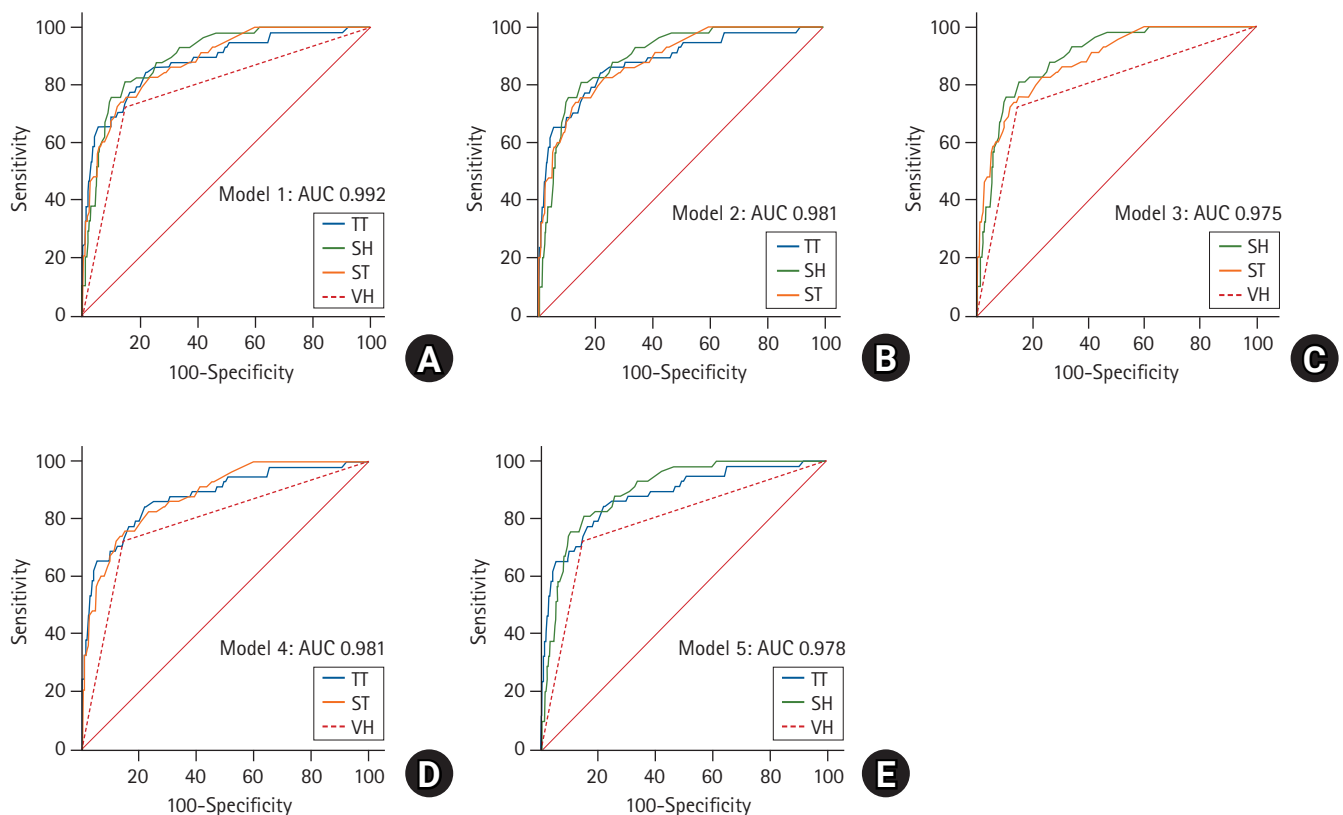 100
80
60
40
20
0
Sensitivity
Model 1: AUC 0.992
TT
SH
ST
VH
20 40 60 80 100
100-Specificity
A
100
80
60
40
20
0
Sensitivity
Model 2: AUC 0.981
TT
SH
ST
20 40 60 80 100
100-Specificity
B
100
80
60
40
20
0
Sensitivity
Model 3: AUC 0.975
SH
ST
VH
20 40 60 80 100
100-Specificity
C
100
80
60
40
20
0
Sensitivity
Model 4: AUC 0.981
TT
ST
VH
20 40 60 80 100
100-Specificity
D
100
80
60
40
20
0
Sensitivity
Model 5: AUC 0.978
TT
SH
VH
20 40 60 80 100
100-Specificity
E